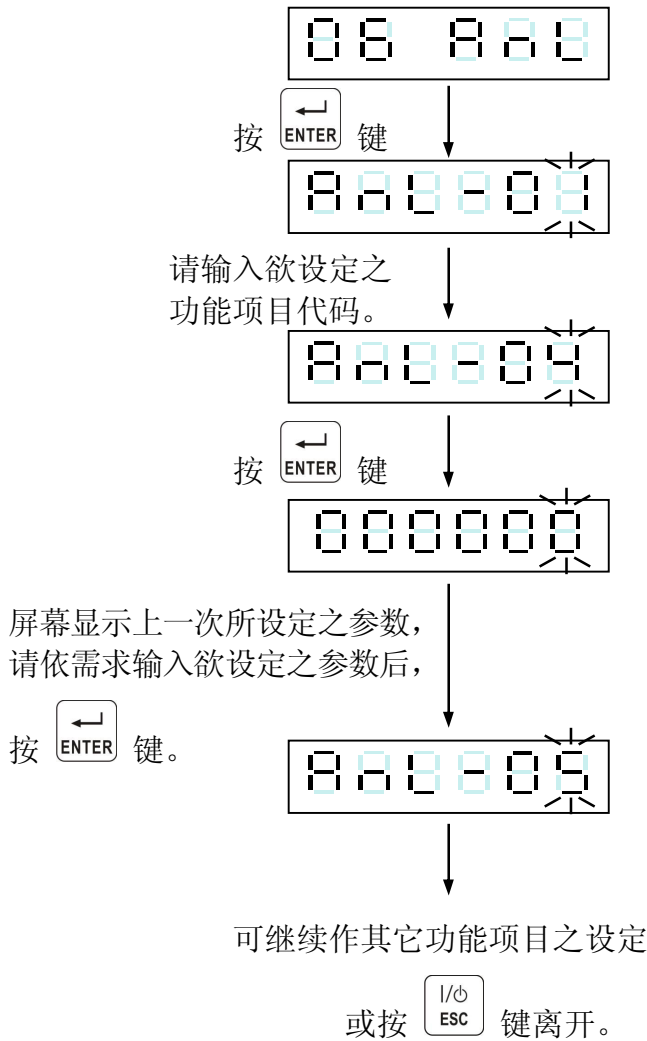 06 AnL
按 ENTER 键
AnL-01
请输入欲设定之
功能项目代码。
AnL-04
按 ENTER 键
000000
屏幕显示上一次所设定之参数，
请依需求输入欲设定之参数后，
按 ENTER 键。
AnL-05
可继续作其它功能项目之设定
或按 I/⏻ ESC 键离开。